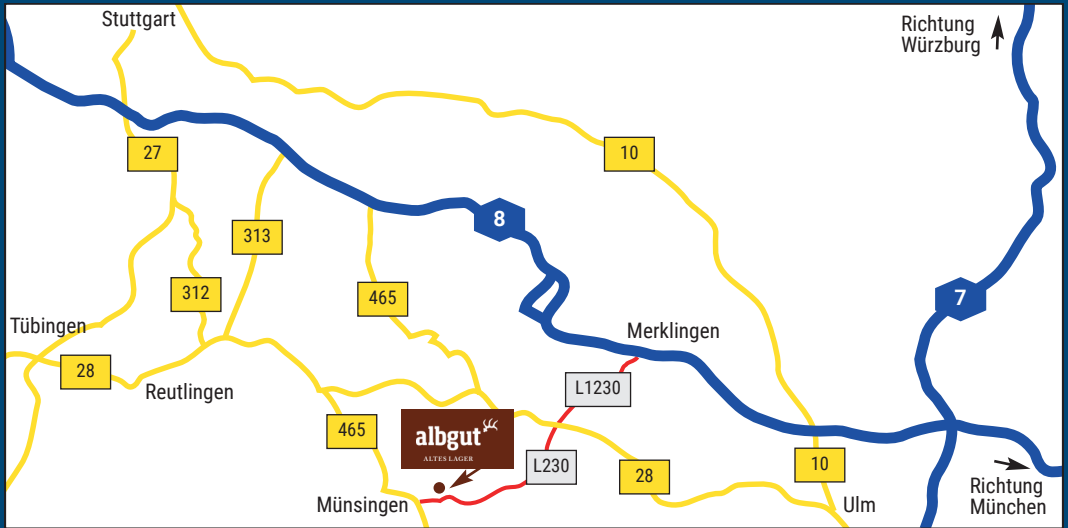 Stuttgart
Richtung
Würzburg
27
10
8
313
312
465
7
Tübingen
Merklingen
28
Reutlingen
L1230
465
albgut
ALTES LAGER
L230
28
10
Münsingen
Ulm
Richtung
München